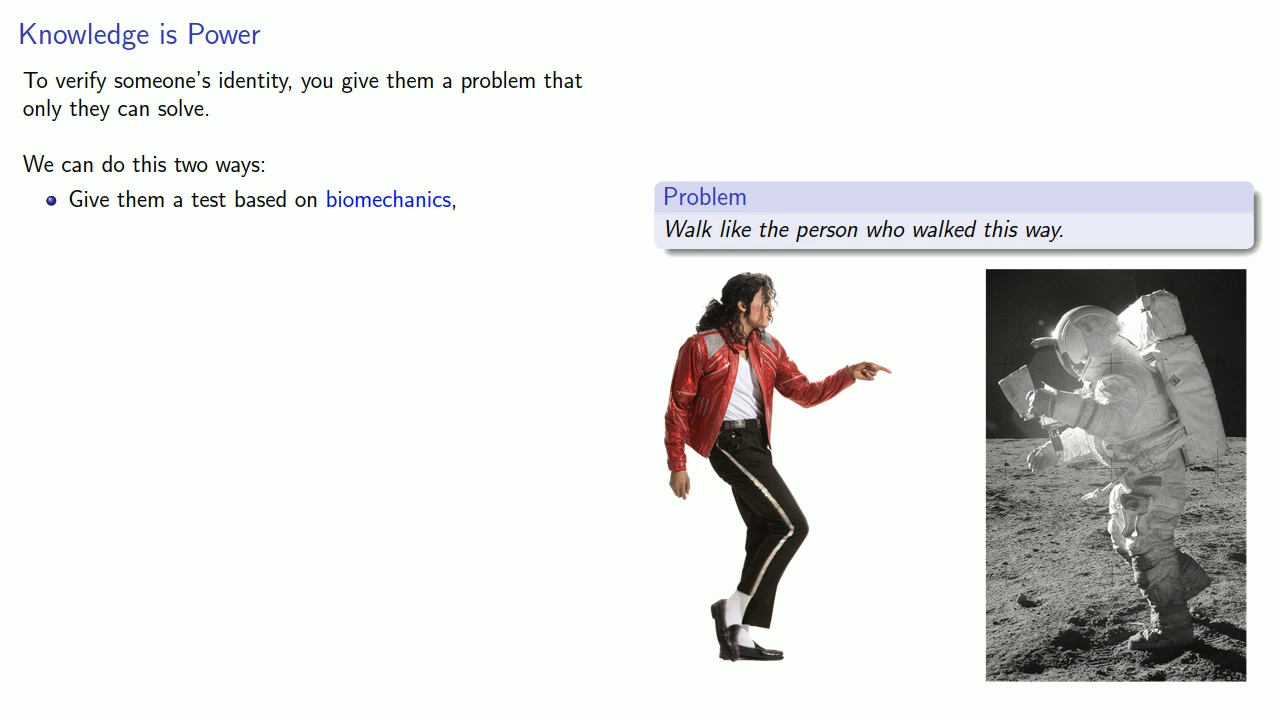 Knowledge is Power
To verify someone's identity, you give them a problem that
only they can solve.
We can do this two ways:
Give them a test based on biomechanics,
Problem
Walk like the person who walked this way.